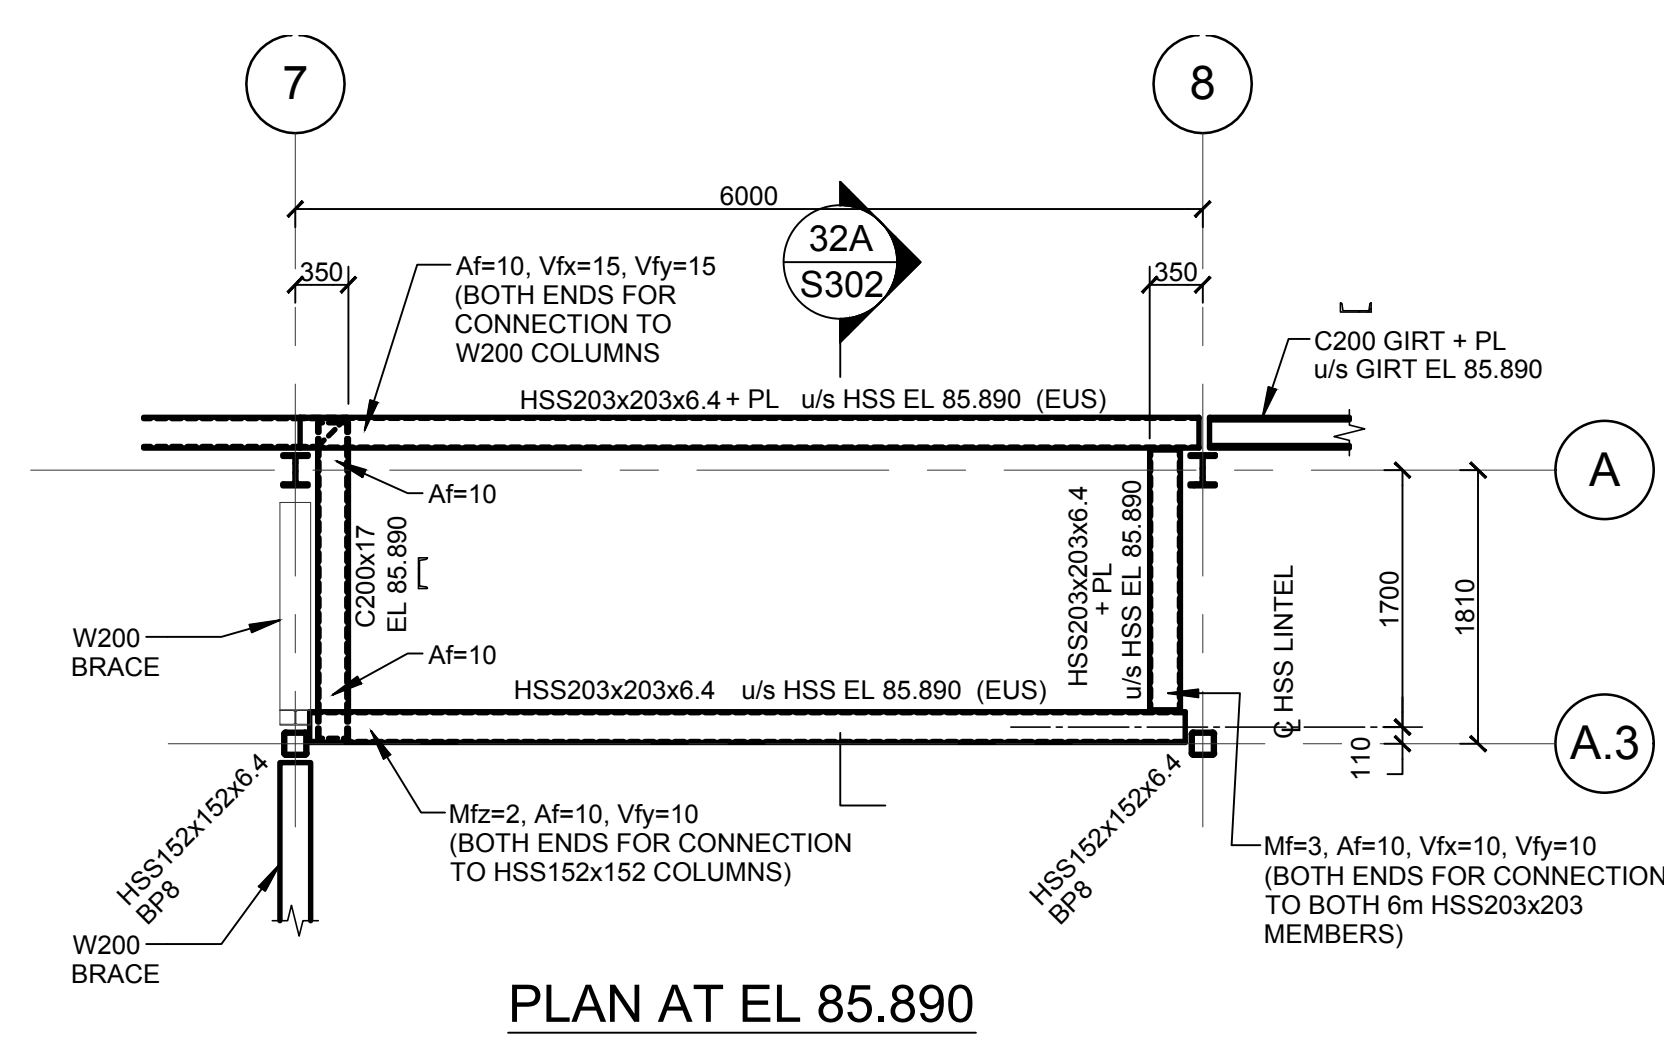 7
8
6000
32A
S302
350
350
Af=10, Vfx=15, Vfy=15
(BOTH ENDS FOR
CONNECTION TO
W200 COLUMNS
C200 GIRT + PL
u/s GIRT EL 85.890
HSS203x203x6.4 + PL u/s HSS EL 85.890 (EUS)
A
Af=10
C200x17
EL 85.890
HSS203x203x6.4
+ PL
u/s HSS EL 85.890
℄ HSS LINTEL
1700
1810
W200
BRACE
Af=10
HSS203x203x6.4 u/s HSS EL 85.890 (EUS)
A.3
110
HSS152x152x6.4
BP8
Mfz=2, Af=10, Vfy=10
(BOTH ENDS FOR CONNECTION
TO HSS152x152 COLUMNS)
HSS152x152x6.4
BP8
Mf=3, Af=10, Vfx=10, Vfy=10
(BOTH ENDS FOR CONNECTION
TO BOTH 6m HSS203x203
MEMBERS)
W200
BRACE
PLAN AT EL 85.890